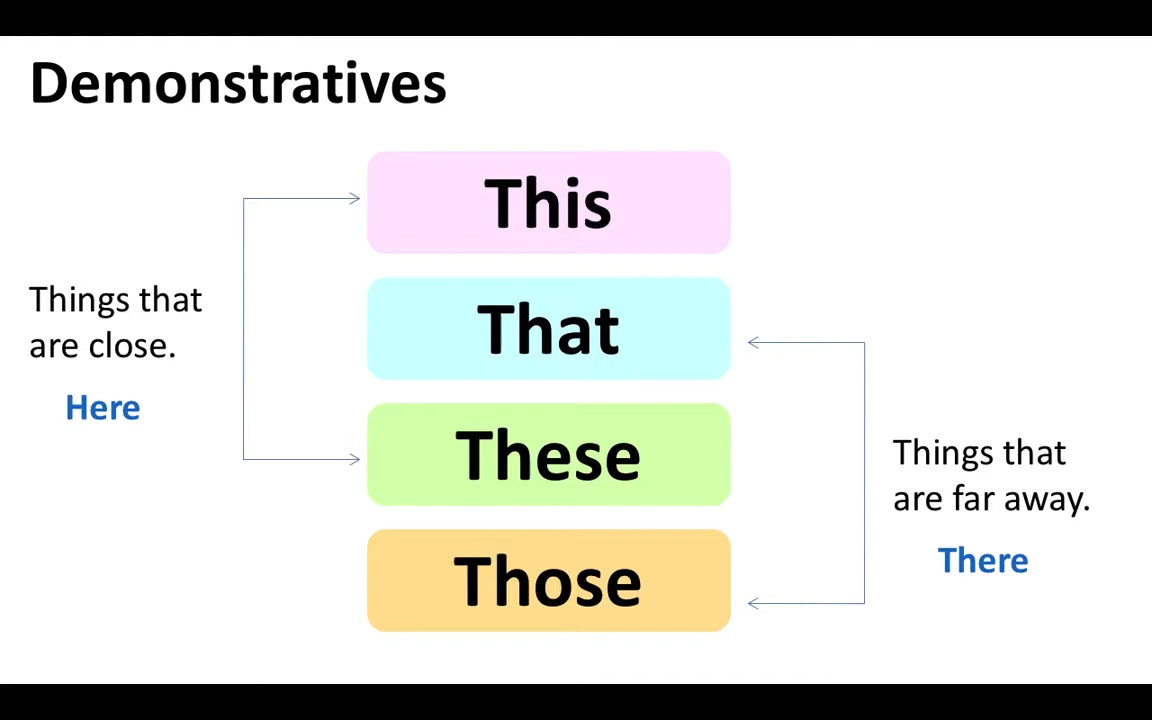 Demonstratives
This
That
These
Those
Things that
are close.
Here
Things that
are far away.
There